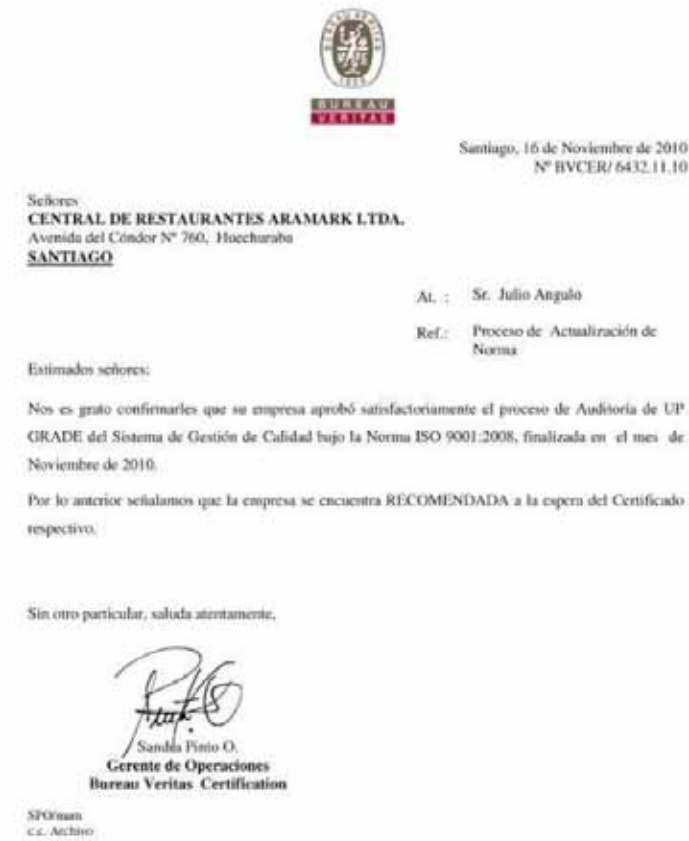 BUREAU VERITAS
1828
BUREAU
VERITAS
Santiago, 16 de Noviembre de 2010
Nº BVCER/ 6432.11.10
Señores
CENTRAL DE RESTAURANTES ARAMARK LTDA.
Avenida del Cóndor Nº 760, Huechuraba
SANTIAGO
At. : Sr. Julio Angulo
Ref.: Proceso de Actualización de
Norma
Estimados señores:
Nos es grato confirmarles que su empresa aprobó satisfactoriamente el proceso de Auditoría de UP
GRADE del Sistema de Gestión de Calidad bajo la Norma ISO 9001:2008, finalizada en el mes de
Noviembre de 2010.
Por lo anterior señalamos que la empresa se encuentra RECOMENDADA a la espera del Certificado
respectivo.
Sin otro particular, saluda atentamente,
Sandra Pinto O.
Gerente de Operaciones
Bureau Veritas Certification
SPO/mam
c.c. Archivo